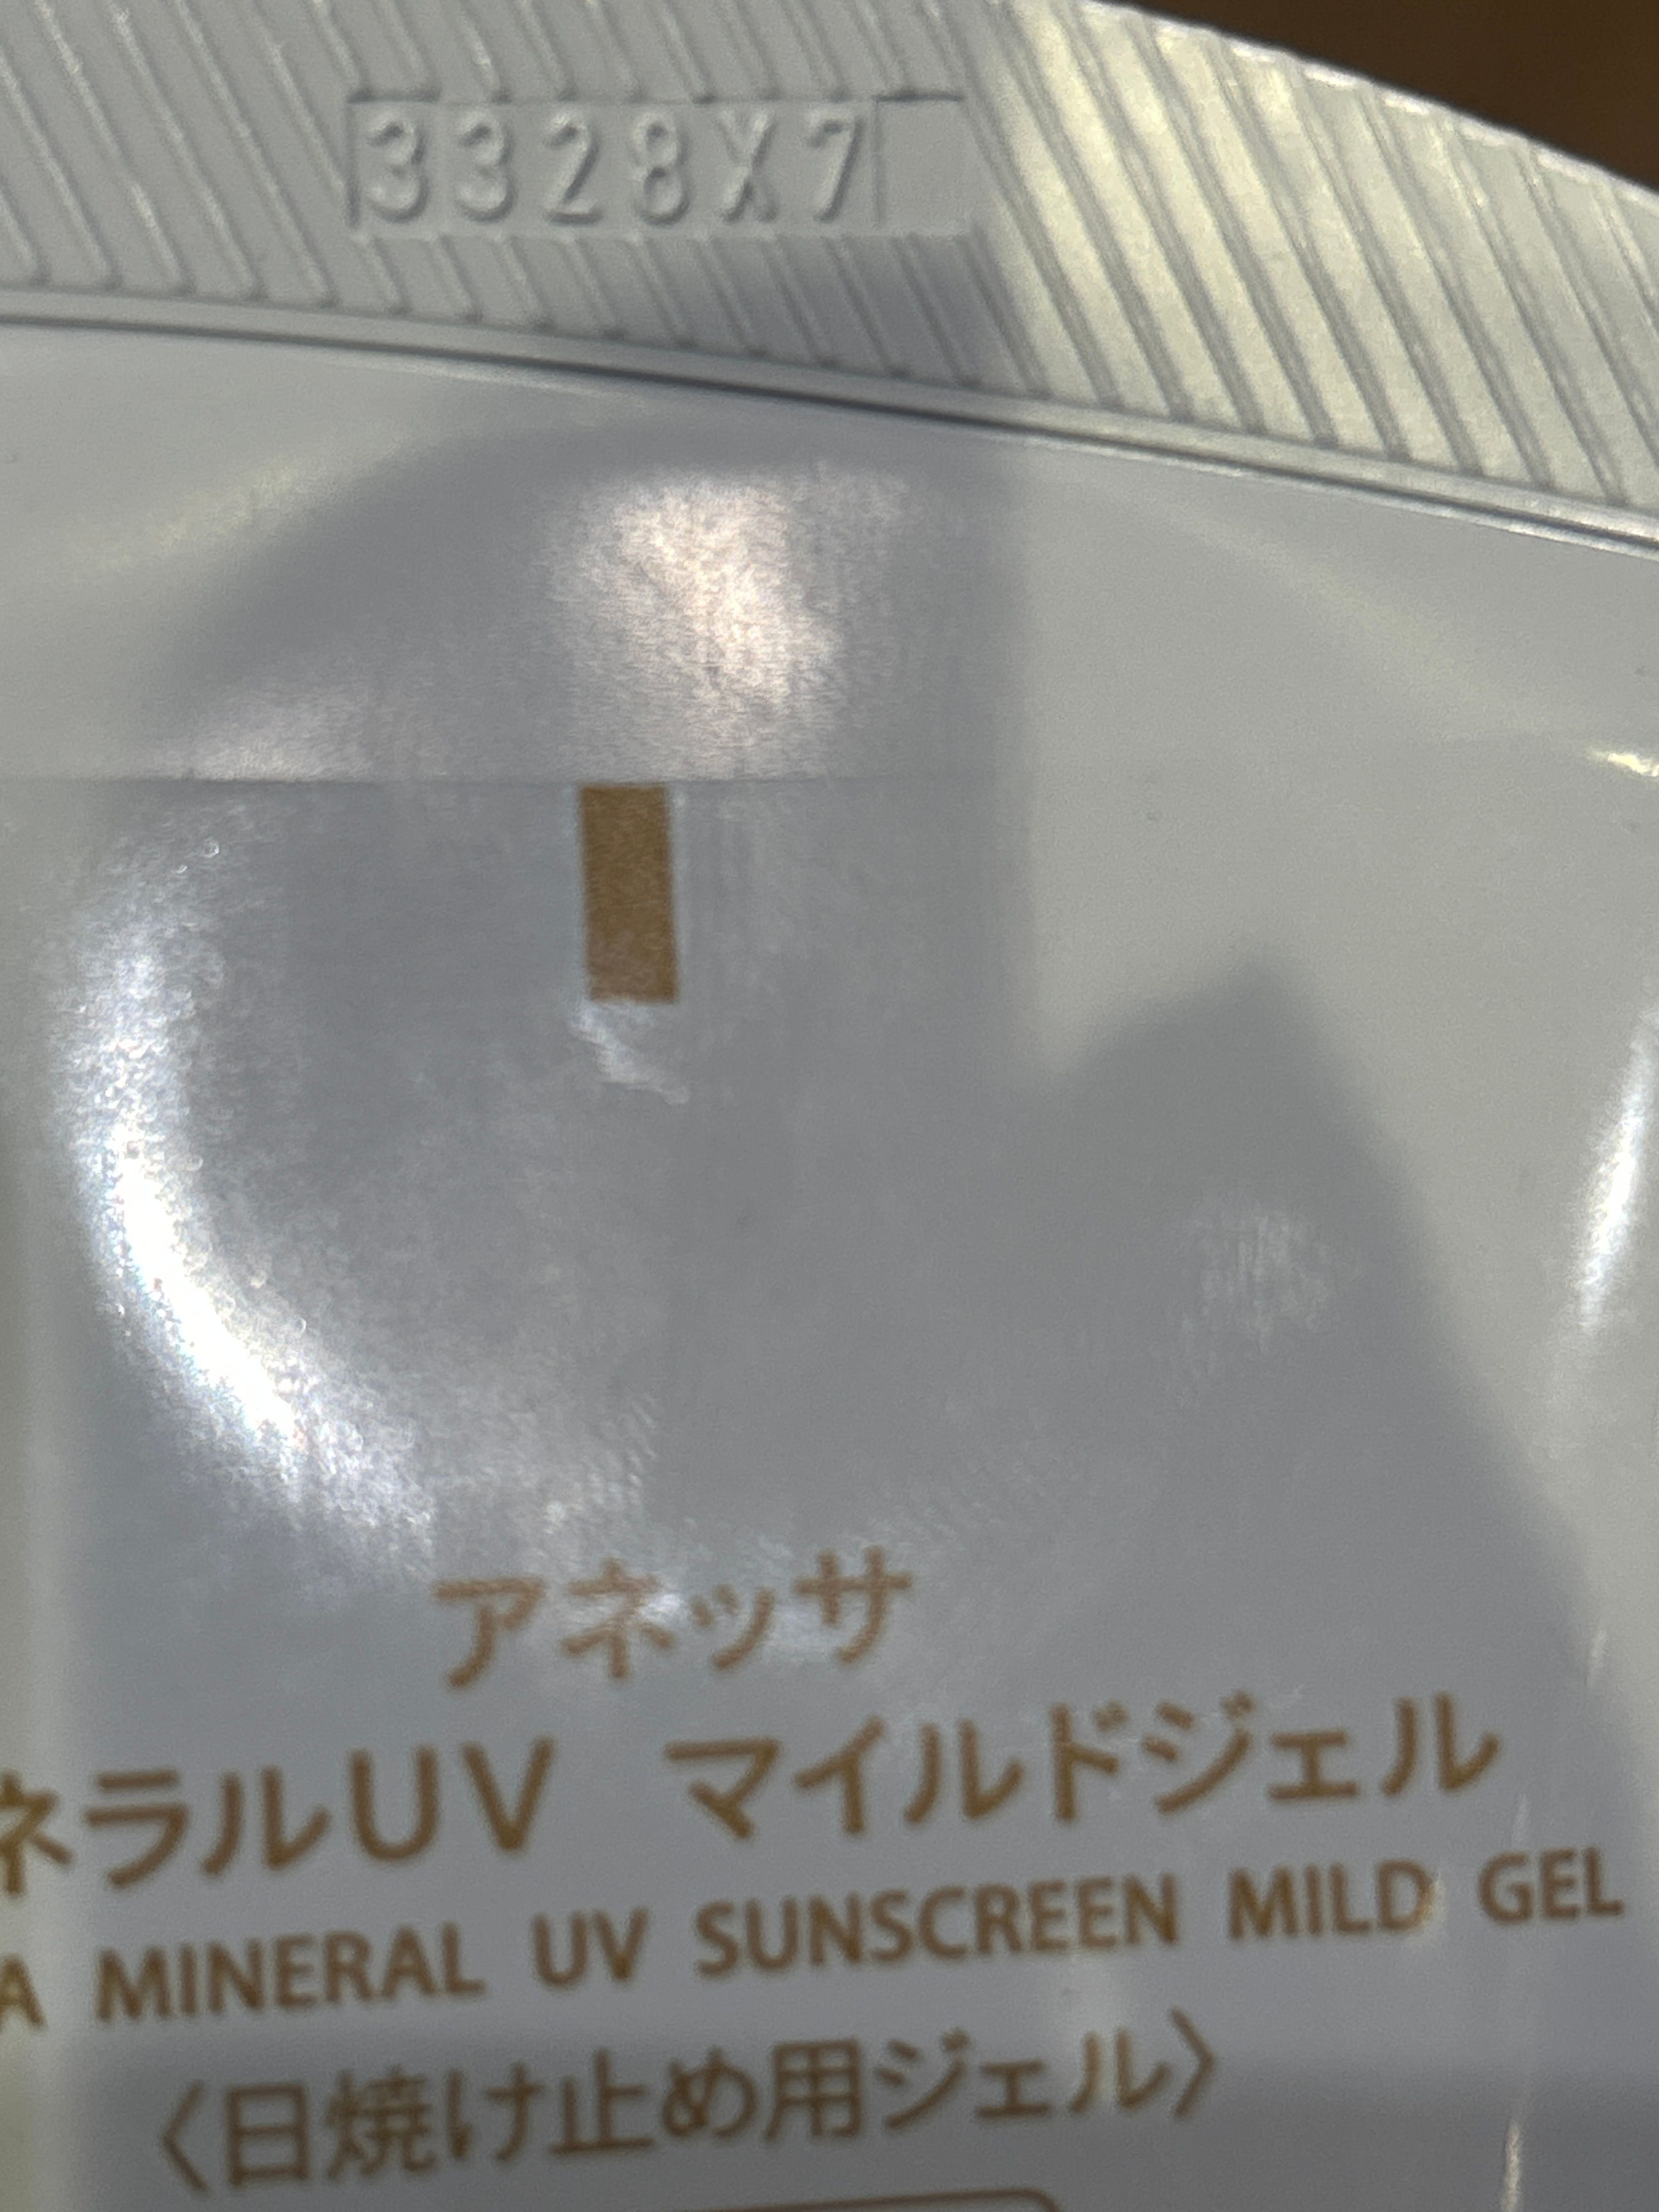 3328X7
アネッサ
ネラルUV マイルドジェル
A MINERAL UV SUNSCREEN MILD GEL
〈日焼け止め用ジェル〉